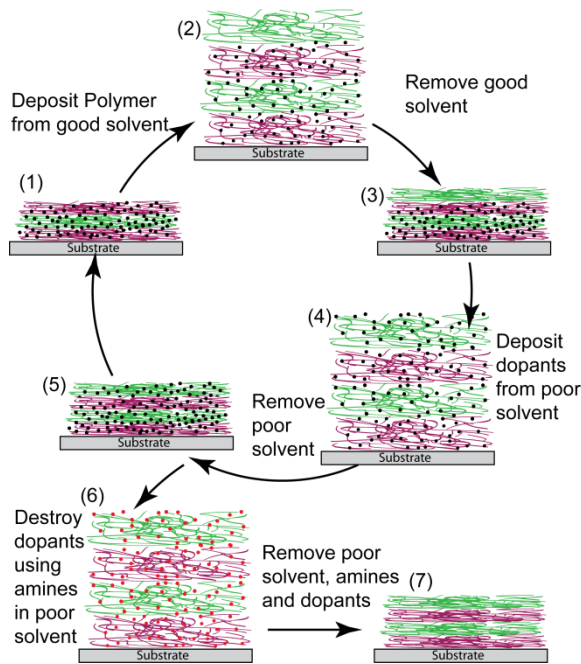 (2)
Deposit Polymer
from good solvent
Substrate
Remove good
solvent
(1)
Substrate
(3)
Substrate
(4)
Substrate
Deposit
dopants
from poor
solvent
Remove
poor
solvent
(5)
Substrate
(6)
Destroy
dopants
using
amines
in poor
solvent
Substrate
Remove poor
solvent, amines
and dopants
(7)
Substrate